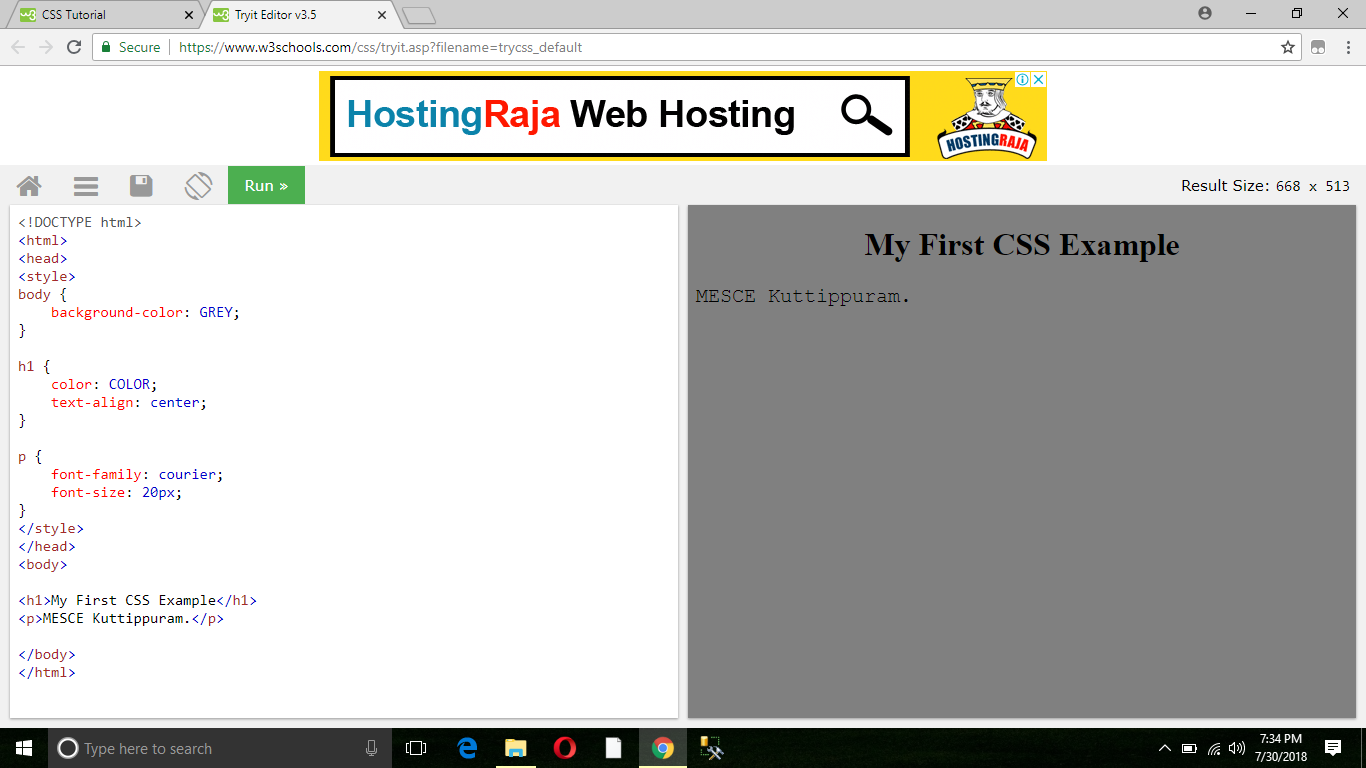 CSS Tutorial
Tryit Editor v3.5
Secure
https://www.w3schools.com/css/tryit.asp?filename=trycss_default
HostingRaja Web Hosting
HOSTINGRAJA
Run »
Result Size: 668 x 513
<!DOCTYPE html>
<html>
<head>
<style>
body {
    background-color: GREY;
}

h1 {
    color: COLOR;
    text-align: center;
}

p {
    font-family: courier;
    font-size: 20px;
}
</style>
</head>
<body>

<h1>My First CSS Example</h1>
<p>MESCE Kuttippuram.</p>

</body>
</html>
My First CSS Example
MESCE Kuttippuram.
Type here to search
7:34 PM
7/30/2018